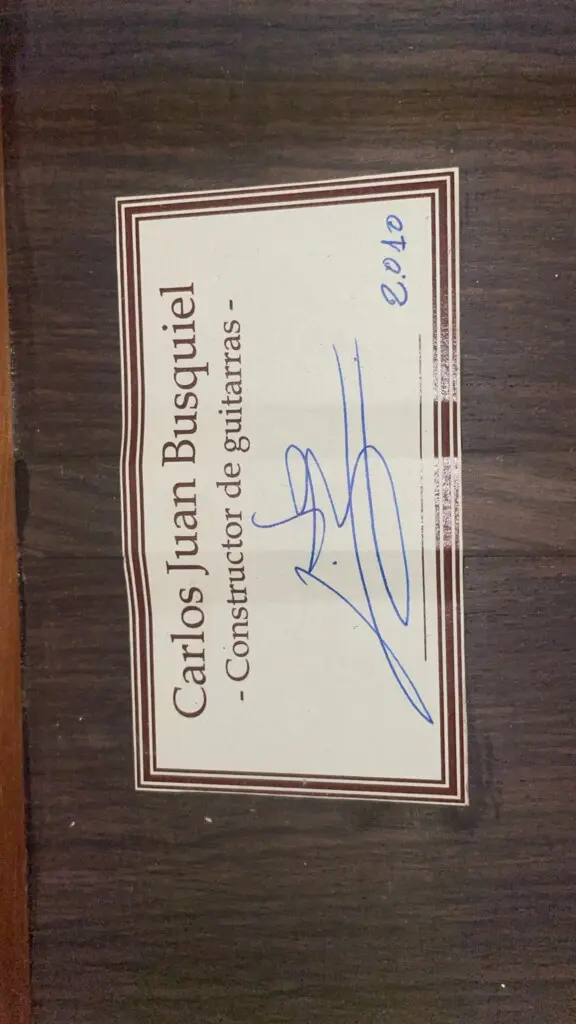 Carlos Juan Busquiel
- Constructor de guitarras -
2.010